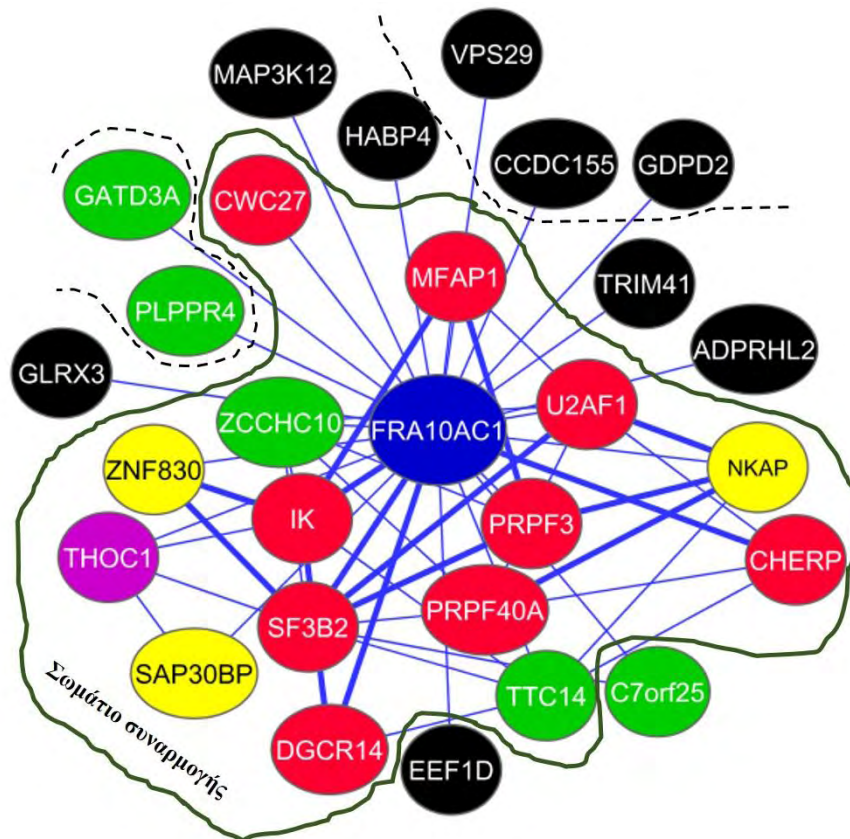 VPS29
MAP3K12
HABP4
CCDC155
GDPD2
GATD3A
CWC27
MFAP1
TRIM41
PLPPR4
ADPRHL2
GLRX3
U2AF1
ZCCHC10
FRA10AC1
ZNF830
NKAP
IK
PRPF3
THOC1
CHERP
PRPF40A
SF3B2
SAP30BP
TTC14
C7orf25
Σωμάτιο συναρμογής
DGCR14
EEF1D